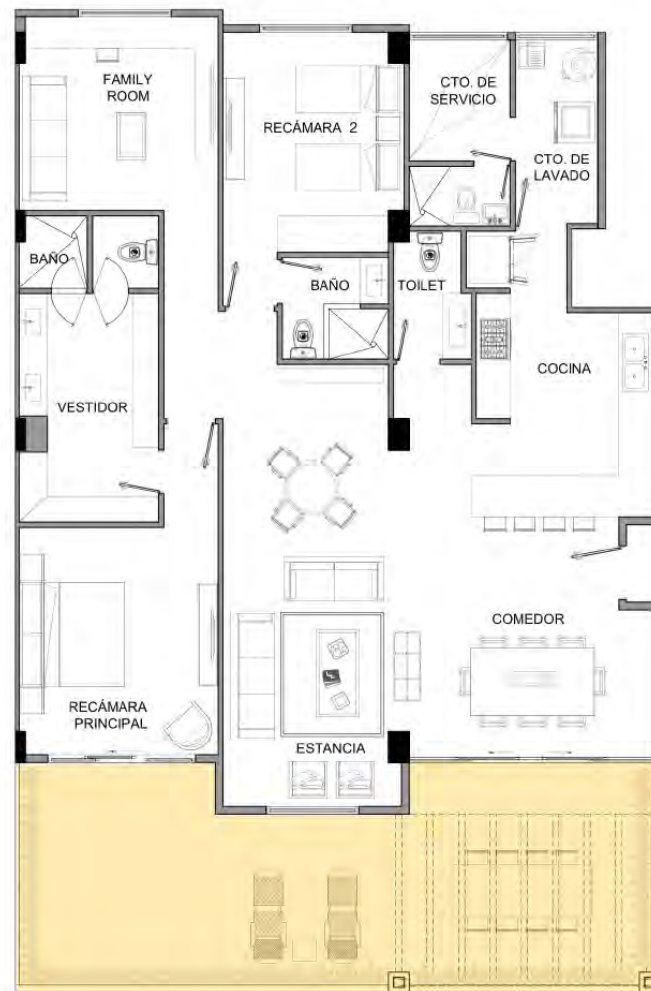 FAMILY
ROOM
RECÁMARA 2
CTO. DE
SERVICIO
CTO. DE
LAVADO
BAÑO
BAÑO
TOILET
VESTIDOR
COCINA
COMEDOR
RECÁMARA
PRINCIPAL
ESTANCIA